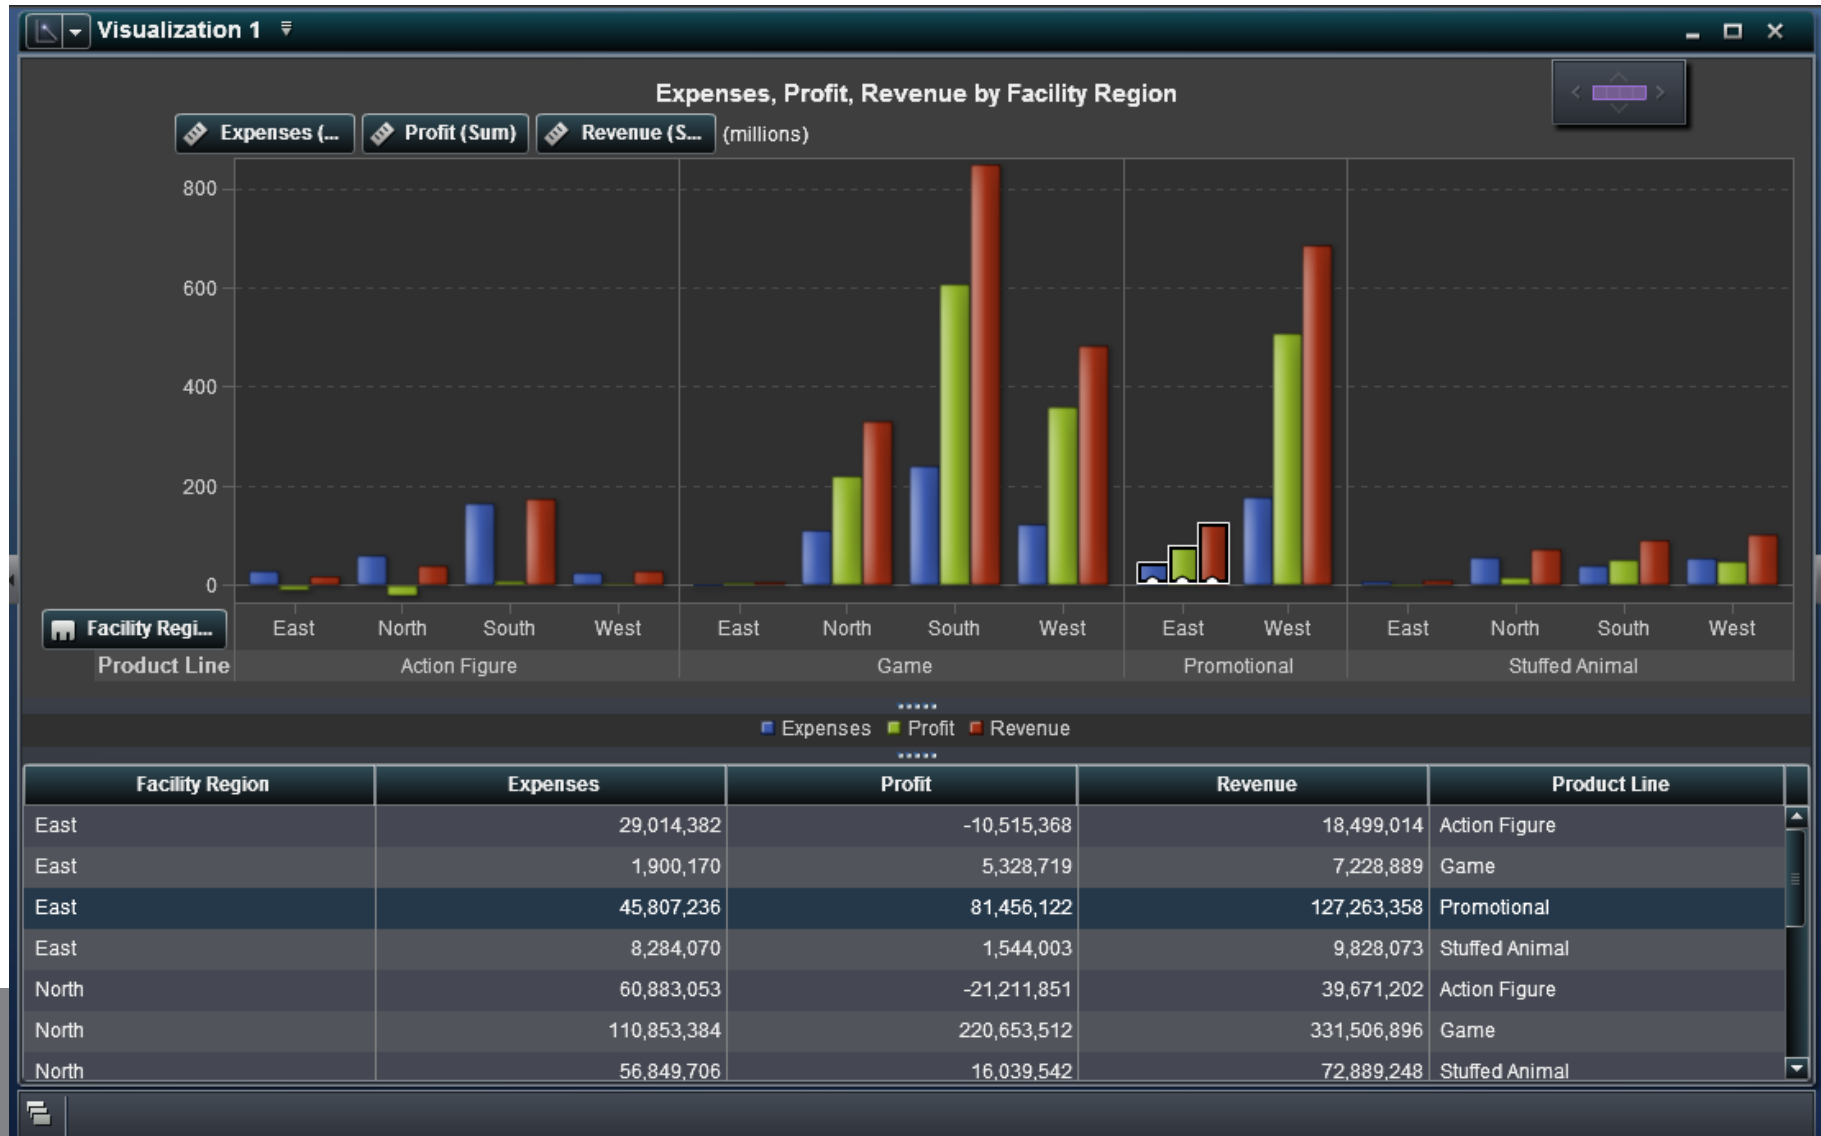 Visualization 1
Expenses, Profit, Revenue by Facility Region
Expenses (... Profit (Sum) Revenue (S... (millions)
800
600
400
200
0
Facility Regi... East North South West East North South West East West East North South West
Product Line Action Figure Game Promotional Stuffed Animal
Expenses Profit Revenue
Facility Region Expenses Profit Revenue Product Line
East 29,014,382 -10,515,368 18,499,014 Action Figure
East 1,900,170 5,328,719 7,228,889 Game
East 45,807,236 81,456,122 127,263,358 Promotional
East 8,284,070 1,544,003 9,828,073 Stuffed Animal
North 60,883,053 -21,211,851 39,671,202 Action Figure
North 110,853,384 220,653,512 331,506,896 Game
North 56,849,706 16,039,542 72,889,248 Stuffed Animal